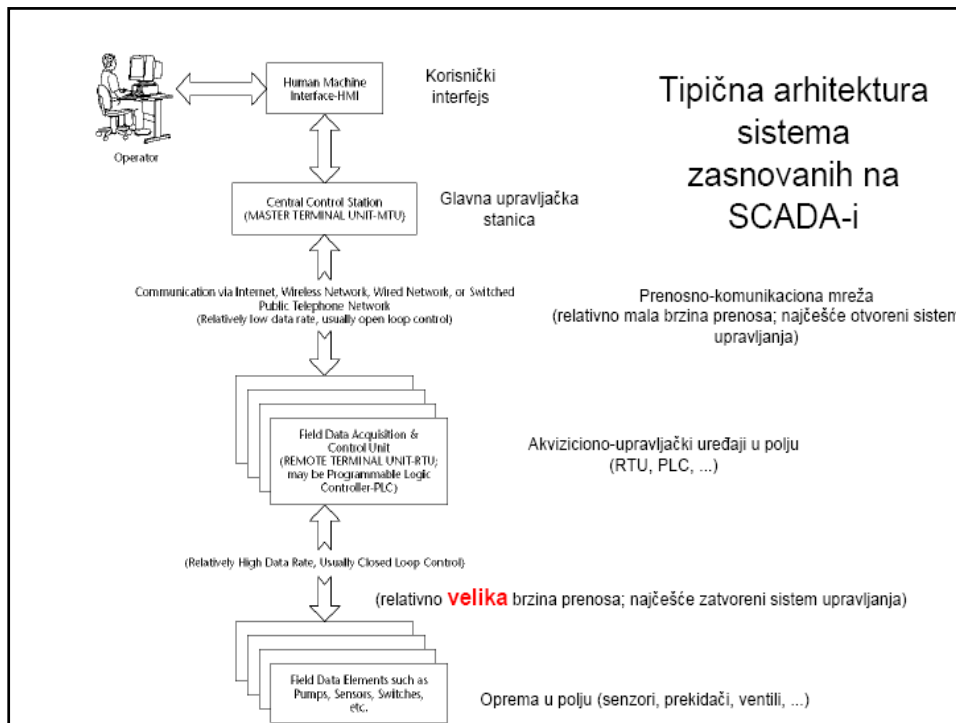 Tipična arhitektura
sistema
zasnovanih na
SCADA-i
Operator
Human Machine
Interface-HMI
Korisnički
interfejs
Central Control Station
(MASTER TERMINAL UNIT-MTU)
Glavna upravljačka
stanica
Communication via Internet, Wireless Network, Wired Network, or Switched
Public Telephone Network
(Relatively low data rate, usually open loop control)
Prenosno-komunikaciona mreža
(relativno mala brzina prenosa; najčešće otvoreni sistem
upravljanja)
Field Data Acquisition &
Control Unit
(REMOTE TERMINAL UNIT-RTU;
may be Programmable Logic
Controller-PLC)
Akviziciono-upravljački uređaji u polju
(RTU, PLC, ...)
(Relatively High Data Rate, Usually Closed Loop Control)
(relativno velika brzina prenosa; najčešće zatvoreni sistem upravljanja)
Field Data Elements such as
Pumps, Sensors, Switches,
etc.
Oprema u polju (senzori, prekidači, ventili, ...)